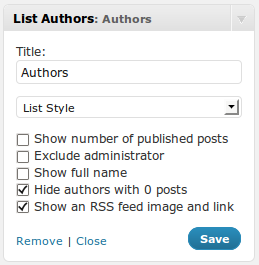 List Authors: Authors
Title:
Authors
List Style
Show number of published posts
Exclude administrator
Show full name
Hide authors with 0 posts
Show an RSS feed image and link
Remove | Close
Save